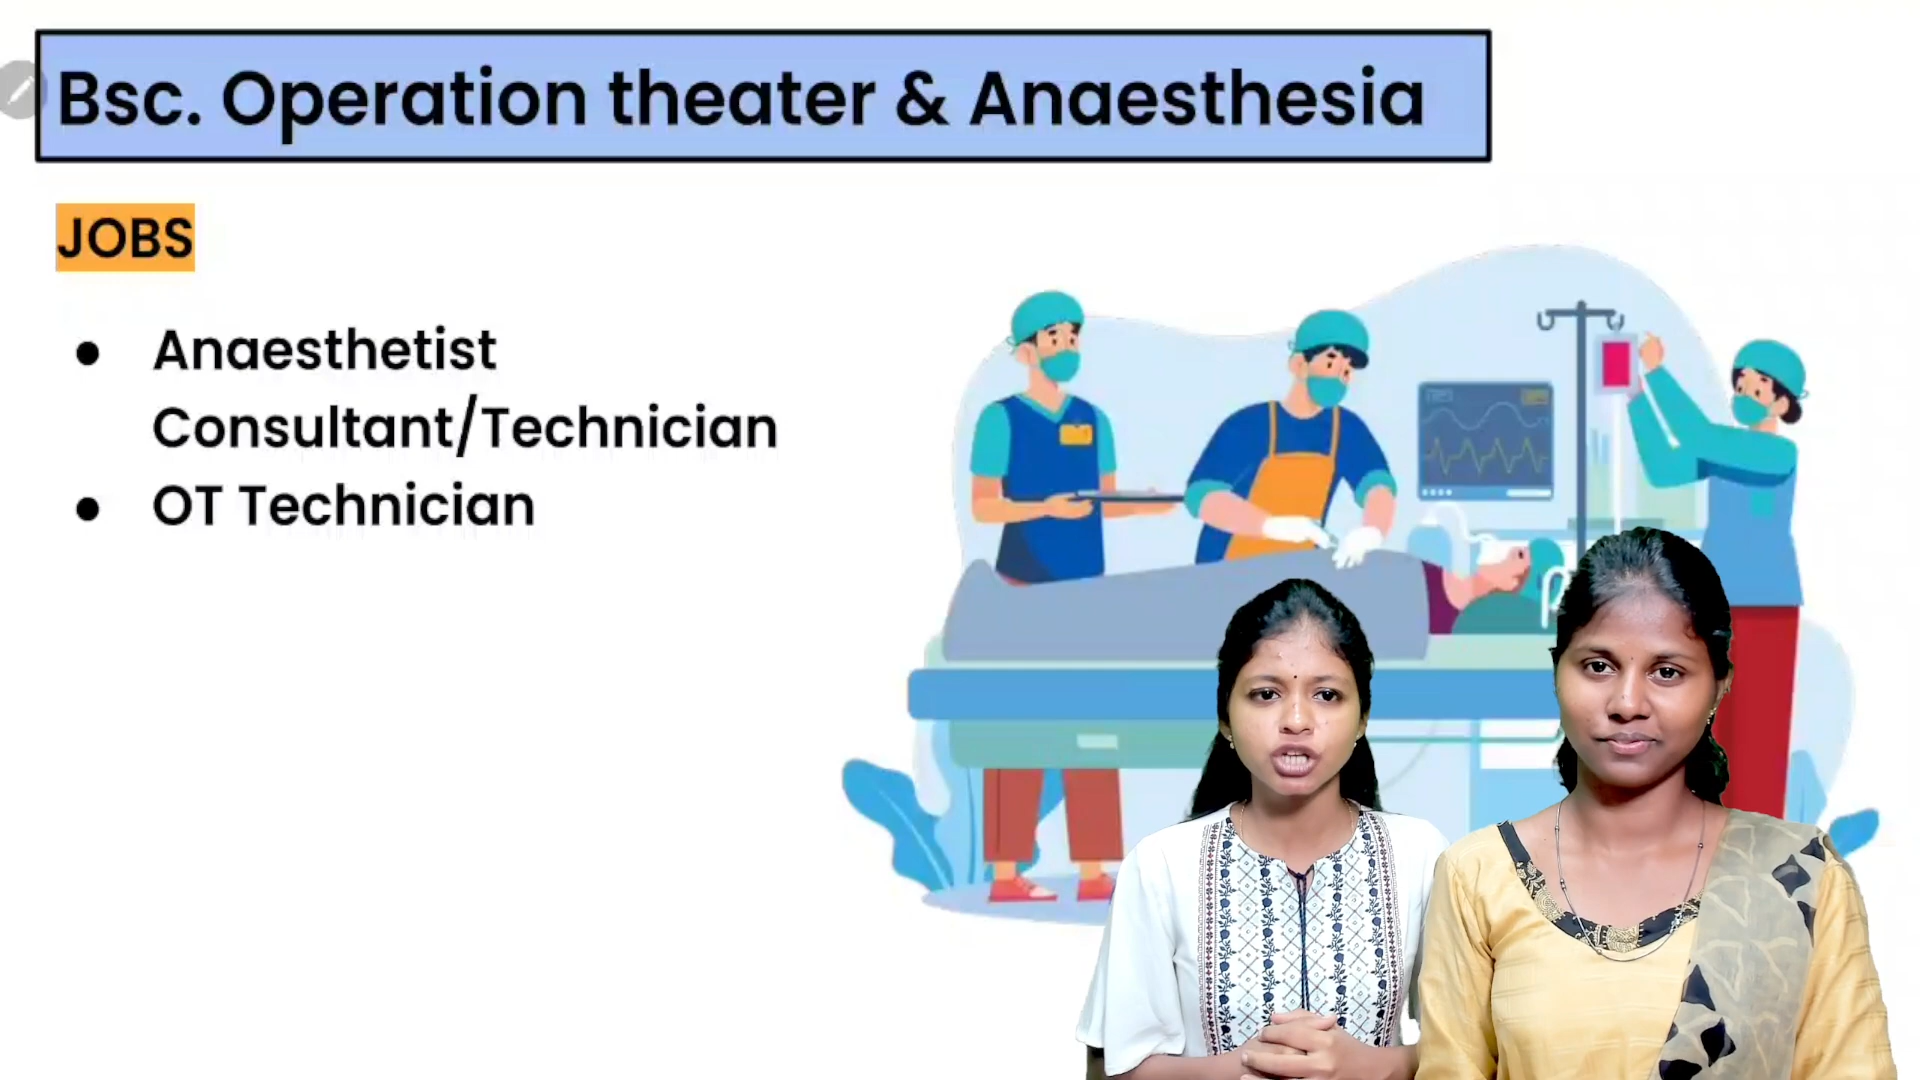 Bsc. Operation theater & Anaesthesia
JOBS
● Anaesthetist
Consultant/Technician
● OT Technician